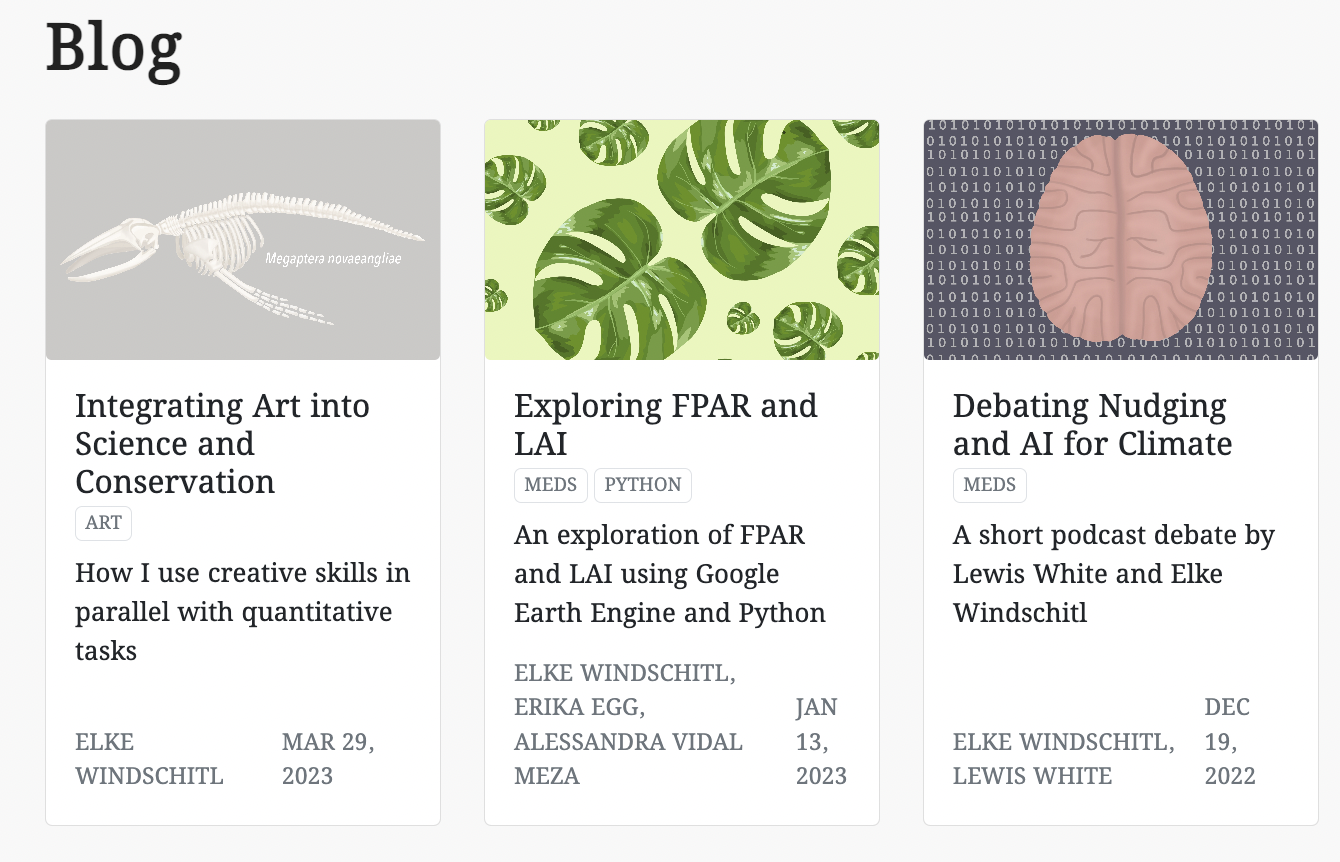 Blog
Megaptera novaeangliae
Integrating Art into
Science and
Conservation
ART
How I use creative skills in
parallel with quantitative
tasks
ELKE
WINDSCHITL
MAR 29,
2023
Exploring FPAR and
LAI
MEDS PYTHON
An exploration of FPAR
and LAI using Google
Earth Engine and Python
ELKE WINDSCHITL,
ERIKA EGG,
ALESSANDRA VIDAL
MEZA
JAN
13,
2023
Debating Nudging
and AI for Climate
MEDS
A short podcast debate by
Lewis White and Elke
Windschitl
ELKE WINDSCHITL,
LEWIS WHITE
DEC
19,
2022